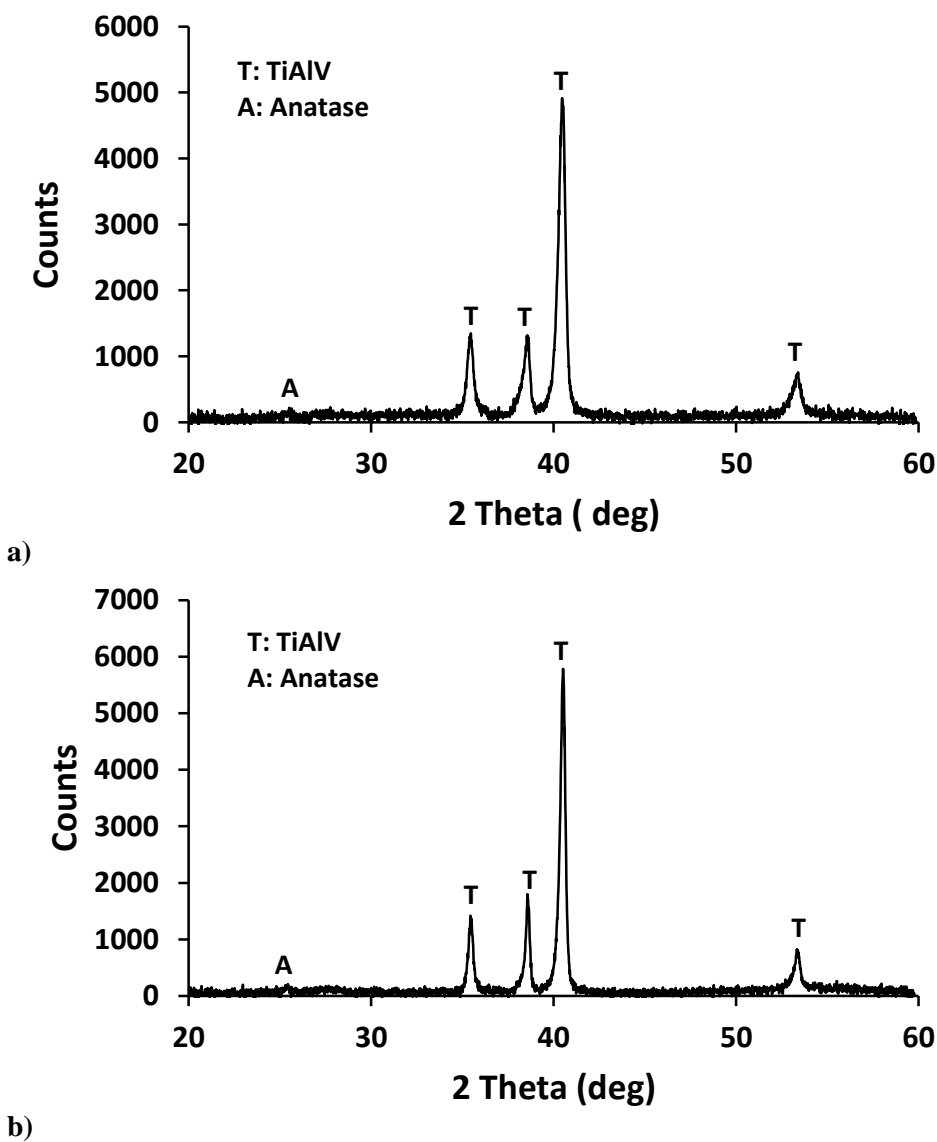 6000
T: TiAlV
A: Anatase
T
5000
4000
3000
2000
T
T
1000
T
A
0
20
30
40
50
60
Counts
2 Theta ( deg)
a)
7000
T: TiAlV
A: Anatase
T
6000
5000
4000
3000
2000
T
T
1000
T
A
0
20
30
40
50
60
Counts
2 Theta (deg)
b)